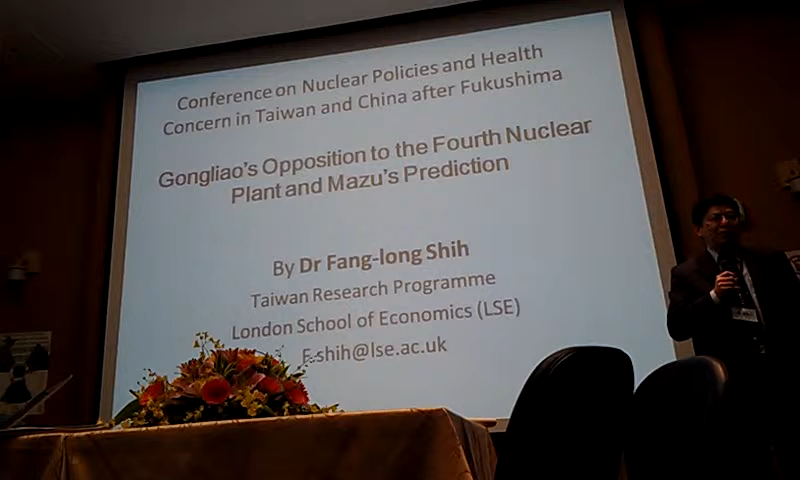 Conference on Nuclear Policies and Health
Concern in Taiwan and China after Fukushima
Gongliao's Opposition to the Fourth Nuclear
Plant and Mazu's Prediction
By Dr Fang-long Shih
Taiwan Research Programme
London School of Economics (LSE)
F.shih@lse.ac.uk